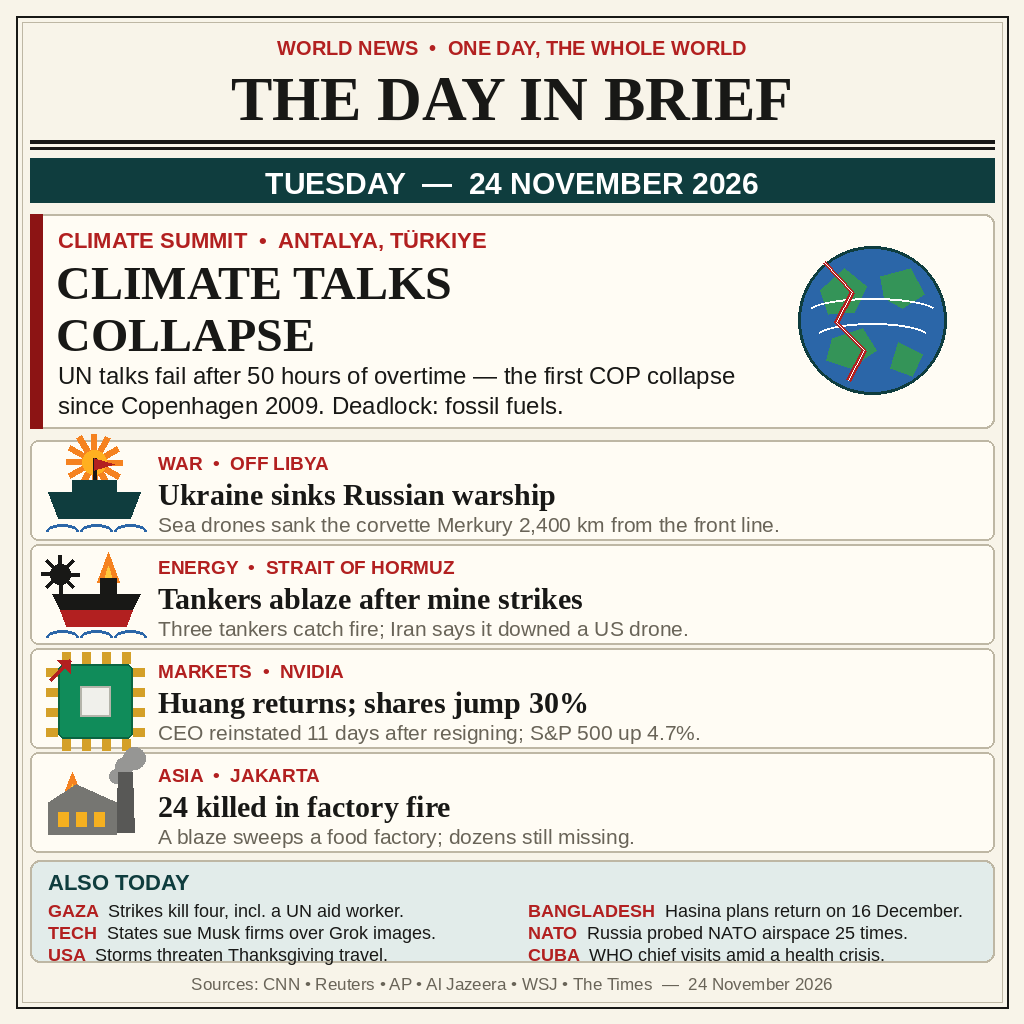 WORLD NEWS • ONE DAY, THE WHOLE WORLD
THE DAY IN BRIEF
TUESDAY — 24 NOVEMBER 2026
CLIMATE SUMMIT • ANTALYA, TÜRKIYE
CLIMATE TALKS
COLLAPSE
UN talks fail after 50 hours of overtime — the first COP collapse
since Copenhagen 2009. Deadlock: fossil fuels.
WAR • OFF LIBYA
Ukraine sinks Russian warship
Sea drones sank the corvette Merkury 2,400 km from the front line.
ENERGY • STRAIT OF HORMUZ
Tankers ablaze after mine strikes
Three tankers catch fire; Iran says it downed a US drone.
MARKETS • NVIDIA
Huang returns; shares jump 30%
CEO reinstated 11 days after resigning; S&P 500 up 4.7%.
ASIA • JAKARTA
24 killed in factory fire
A blaze sweeps a food factory; dozens still missing.
ALSO TODAY
GAZA Strikes kill four, incl. a UN aid worker.
TECH States sue Musk firms over Grok images.
USA Storms threaten Thanksgiving travel.
BANGLADESH Hasina plans return on 16 December.
NATO Russia probed NATO airspace 25 times.
CUBA WHO chief visits amid a health crisis.
Sources: CNN • Reuters • AP • Al Jazeera • WSJ • The Times — 24 November 2026